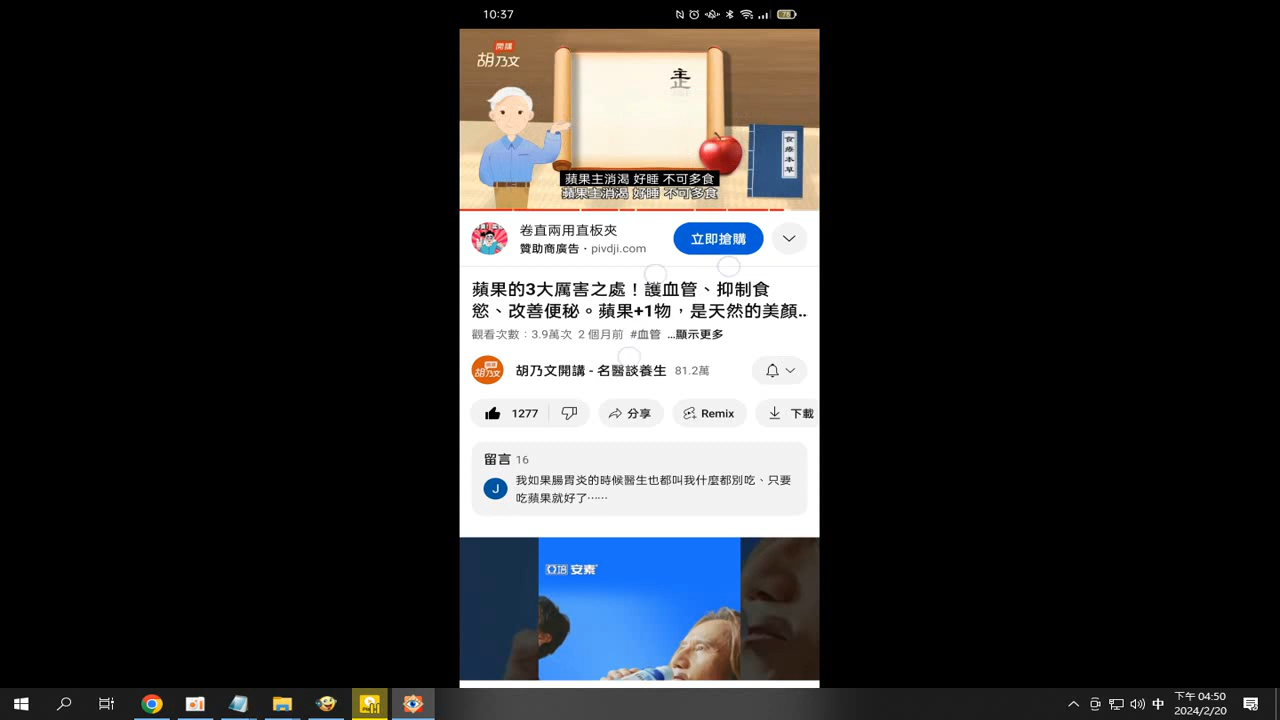 10:37
78
開講
胡乃文
主
食療本草
蘋果主消渴 好睡 不可多食
蘋果主消渴 好睡 不可多食
卷直兩用直板夾
贊助商廣告・pivdji.com
立即搶購
蘋果的3大厲害之處！護血管、抑制食
慾、改善便秘。蘋果+1物，是天然的美顏...
觀看次數：3.9萬次 2 個月前 #血管 ...顯示更多
開講
胡乃文
胡乃文開講 - 名醫談養生 81.2萬
1277
分享
Remix
下載
留言 16
J
我如果腸胃炎的時候醫生也都叫我什麼都別吃、只要
吃蘋果就好了⋯⋯
亞培 安素
中
下午 04:50
2024/2/20